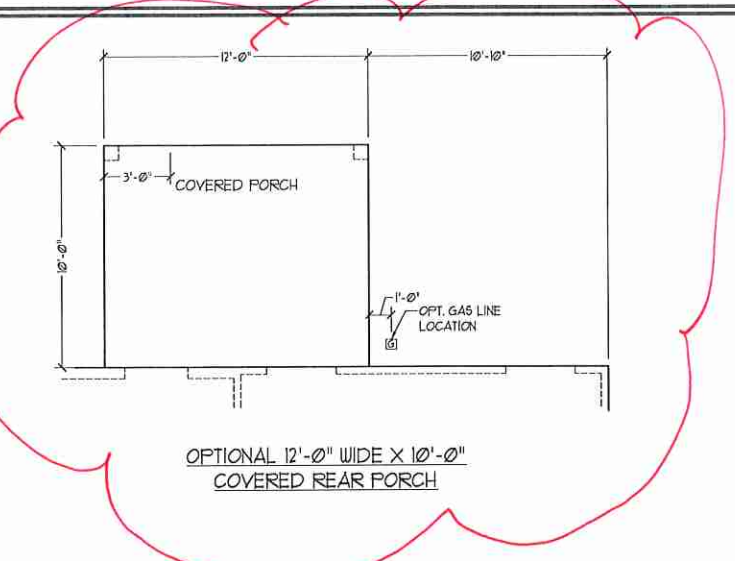 12'-0" 10'-10"
3'-0" COVERED PORCH
10'-0"
1'-0"
OPT. GAS LINE
LOCATION
G
OPTIONAL 12'-0" WIDE X 10'-0"
COVERED REAR PORCH